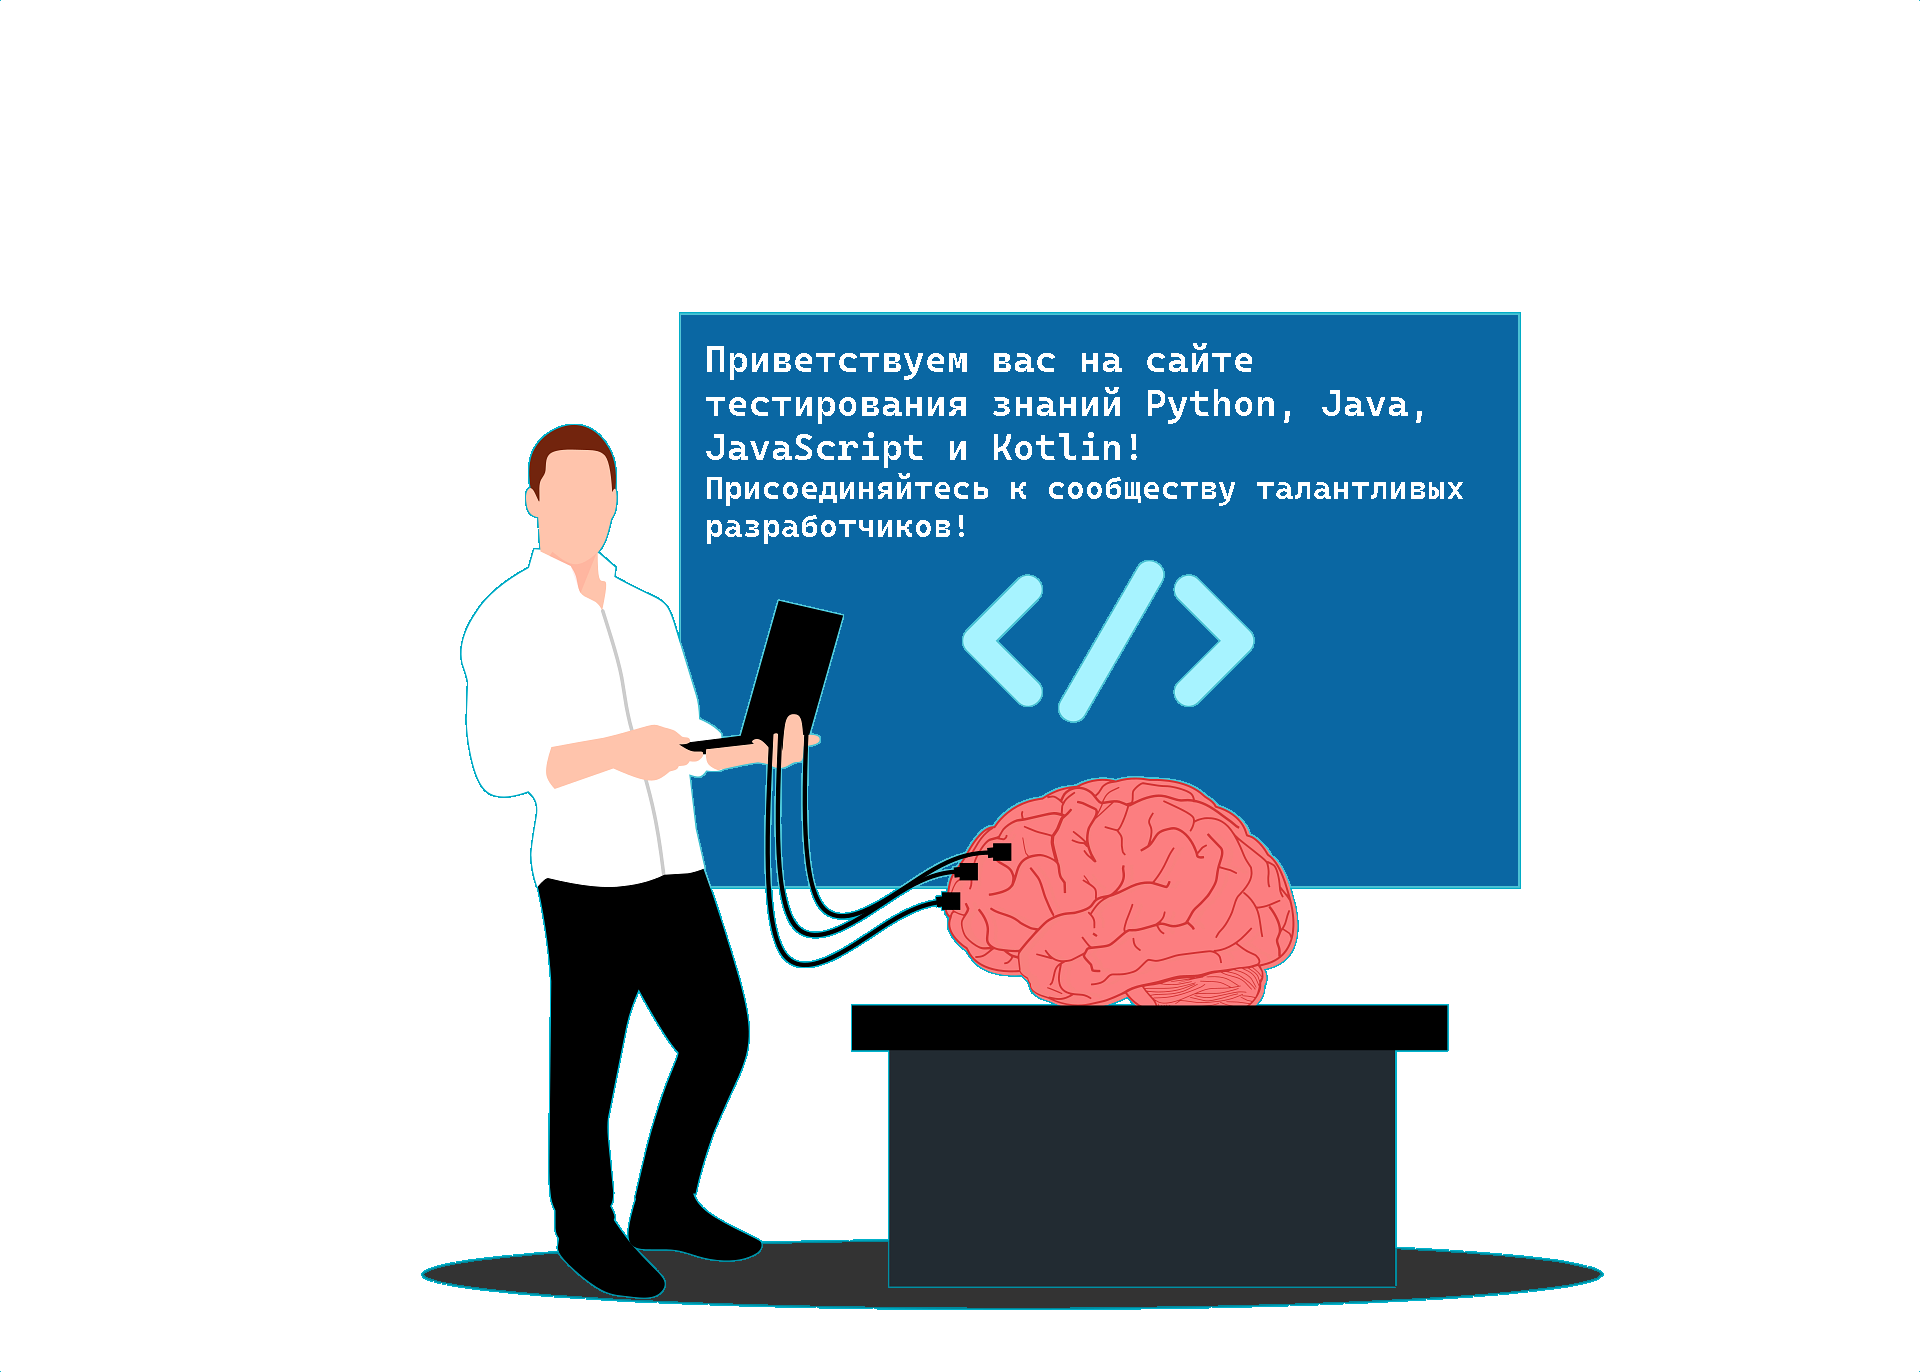 Приветствуем вас на сайте
тестирования знаний Python, Java,
JavaScript и Kotlin!
Присоединяйтесь к сообществу талантливых
разработчиков!
</>